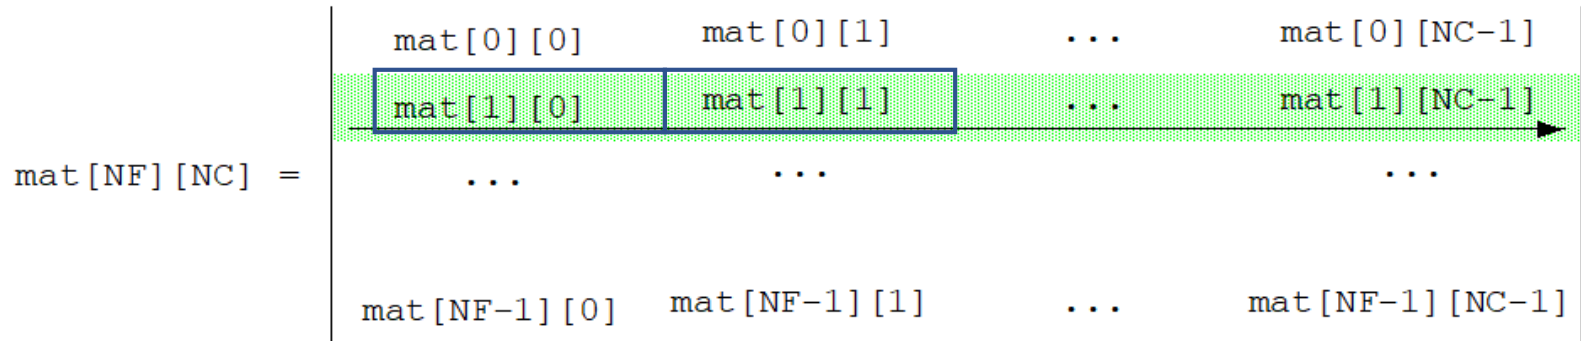 mat[0][0] mat[0][1] ... mat[0][NC-1]
mat[1][0] mat[1][1] ... mat[1][NC-1]
mat[NF][NC] = ... ... ...
mat[NF-1][0] mat[NF-1][1] ... mat[NF-1][NC-1]